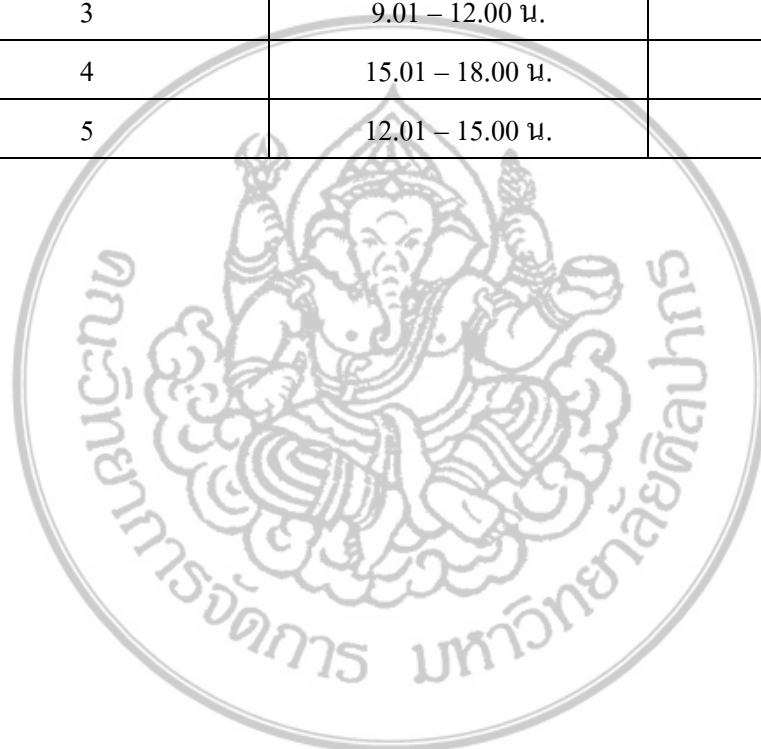 3 9.01 – 12.00 น.
4 15.01 – 18.00 น.
5 12.01 – 15.00 น.
คณะวิทยาการจัดการ มหาวิทยาลัยศิลปากร